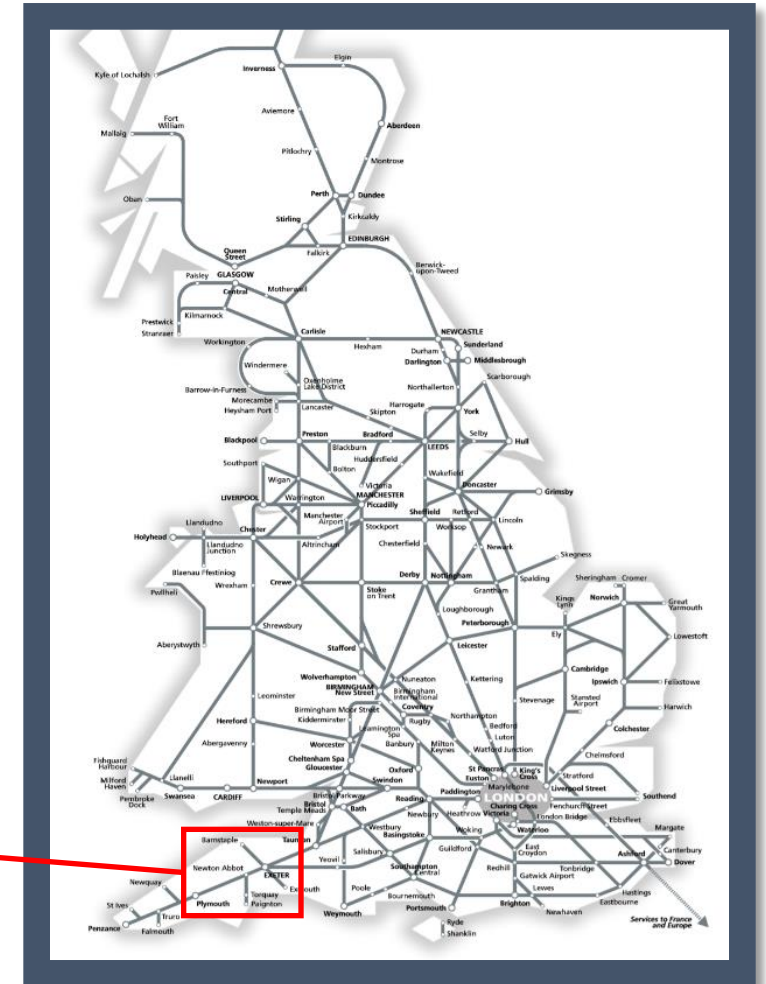 Elgin
Inverness
Kyle of Lochalsh
Aviemore
Fort
William
Aberdeen
Mallaig
Pitlochry
Montrose
Perth
Dundee
Oban
Kirkcaldy
Stirling
EDINBURGH
Queen
Street
Falkirk
Berwick-
upon-Tweed
Paisley
GLASGOW
Central
Motherwell
Kilmarnock
Prestwick
Stranraer
Carlisle
NEWCASTLE
Workington
Hexham
Sunderland
Durham
Darlington
Middlesbrough
Windermere
Scarborough
Oxenholme
Lake District
Barrow-in-Furness
Northallerton
Morecambe
Heysham Port
Lancaster
Harrogate
York
Skipton
Blackpool
Preston
Bradford
Selby
Hull
Blackburn
LEEDS
Huddersfield
Southport
Bolton
Wakefield
Wigan
Victoria
Doncaster
LIVERPOOL
Warrington
MANCHESTER
Piccadilly
Grimsby
Manchester
Airport
Sheffield
Retford
Llandudno
Chester
Stockport
Worksop
Lincoln
Holyhead
Llandudno
Junction
Altrincham
Chesterfield
Newark
Skegness
Blaenau Ffestiniog
Crewe
Derby
Nottingham
Spalding
Sheringham
Cromer
Pwllheli
Wrexham
Stoke
on Trent
Grantham
Kings
Lynn
Norwich
Great
Yarmouth
Loughborough
Aberystwyth
Shrewsbury
Peterborough
Ely
Lowestoft
Stafford
Leicester
Wolverhampton
Cambridge
BIRMINGHAM
New Street
Nuneaton
Kettering
Ipswich
Felixstowe
Birmingham
International
Leominster
Coventry
Stevenage
Stansted
Airport
Harwich
Birmingham Moor Street
Kidderminster
Rugby
Northampton
Hereford
Leamington
Spa
Bedford
Colchester
Worcester
Banbury
Milton
Keynes
Luton
Abergavenny
Watford Junction
Chelmsford
Cheltenham Spa
Gloucester
Fishguard
Harbour
Oxford
St Pancras
King's
Cross
Euston
Stratford
Milford
Haven
Llanelli
Newport
Swindon
Marylebone
Liverpool Street
Pembroke
Dock
Swansea
CARDIFF
Bristol Parkway
Reading
Paddington
LONDON
Southend
Bristol
Temple Meads
Bath
Charing Cross
Fenchurch Street
Newbury
Heathrow
Victoria
London Bridge
Ebbsfleet
Weston-super-Mare
Westbury
Basingstoke
Woking
Waterloo
Margate
Barnstaple
Taunton
Salisbury
Guildford
East
Croydon
Canterbury
Yeovil
Ashford
Dover
Newton Abbot
EXETER
Southampton
Central
Redhill
Tonbridge
Gatwick Airport
Newquay
Exmouth
Poole
Lewes
Hastings
Torquay
Paignton
Bournemouth
Eastbourne
St Ives
Plymouth
Weymouth
Portsmouth
Brighton
Newhaven
Truro
Ryde
Services to France
and Europe
Penzance
Falmouth
Shanklin